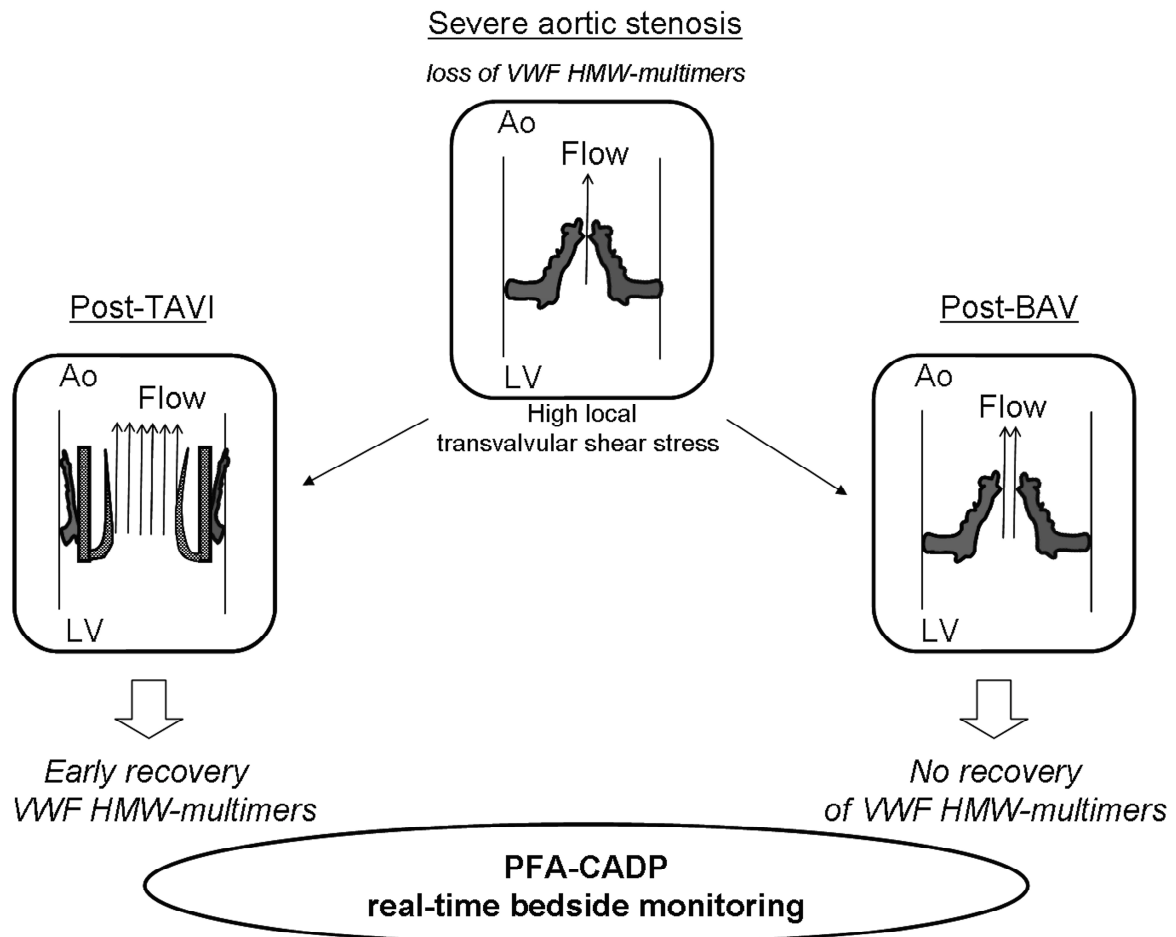 Severe aortic stenosis
loss of VWF HMW-multimers
Ao
Flow
LV
High local
transvalvular shear stress
Post-TAVI
Ao
Flow
LV
Early recovery
VWF HMW-multimers
Post-BAV
Ao
Flow
LV
No recovery
of VWF HMW-multimers
PFA-CADP
real-time bedside monitoring